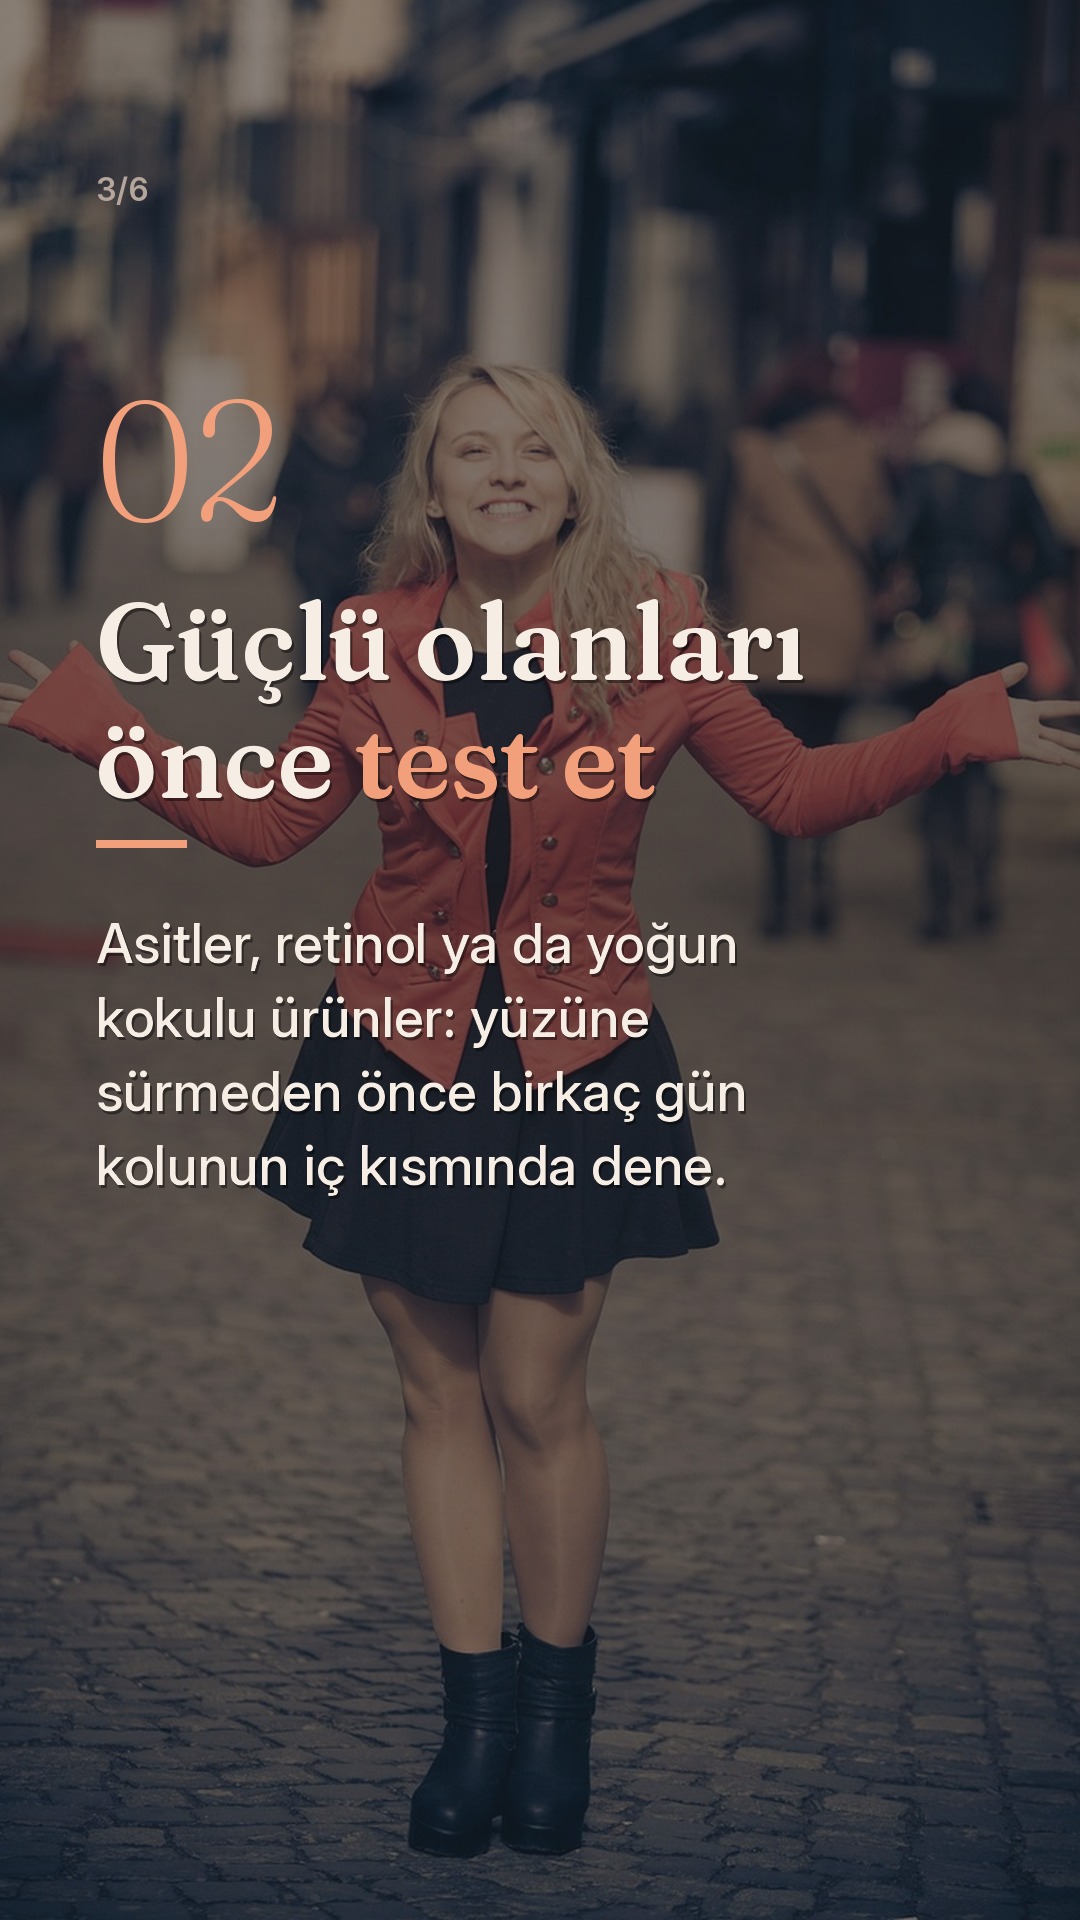 3/6
02
Güçlü olanları
önce test et
Asitler, retinol ya da yoğun
kokulu ürünler: yüzüne
sürmeden önce birkaç gün
kolunun iç kısmında dene.